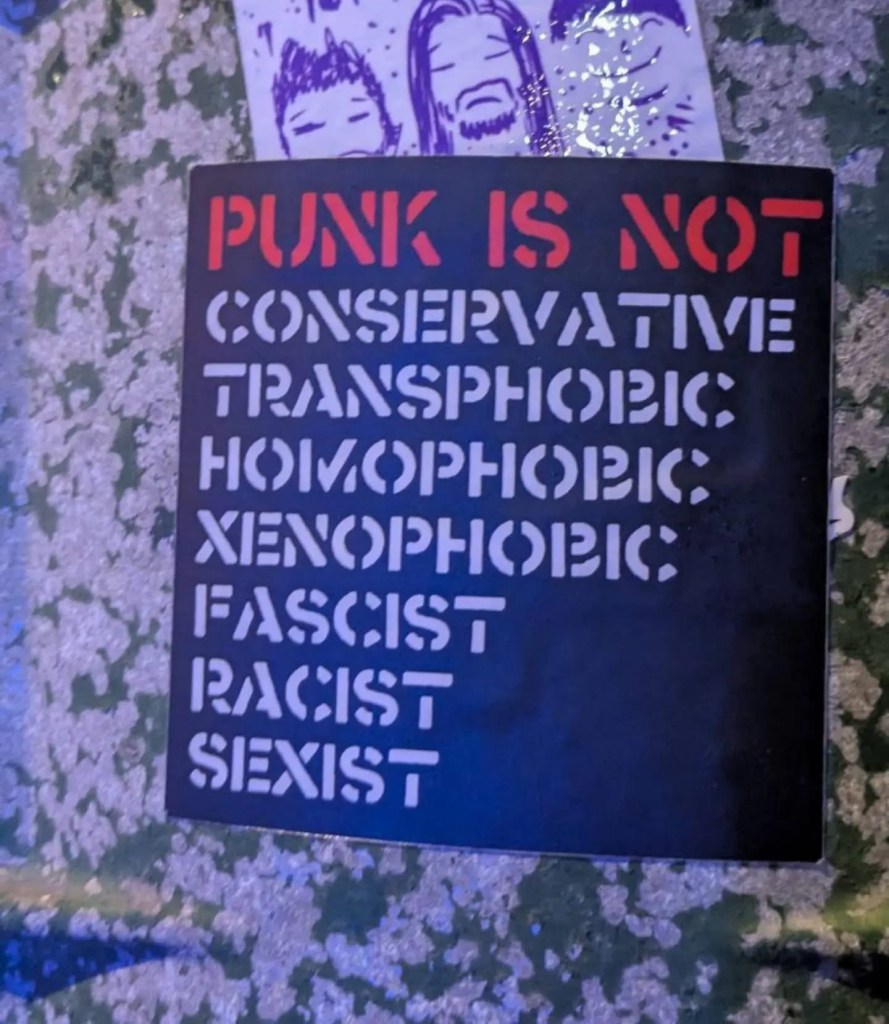 PUNK IS NOT
CONSERVATIVE
TRANSPHOBIC
HOMOPHOBIC
XENOPHOBIC
FASCIST
RACIST
SEXIST